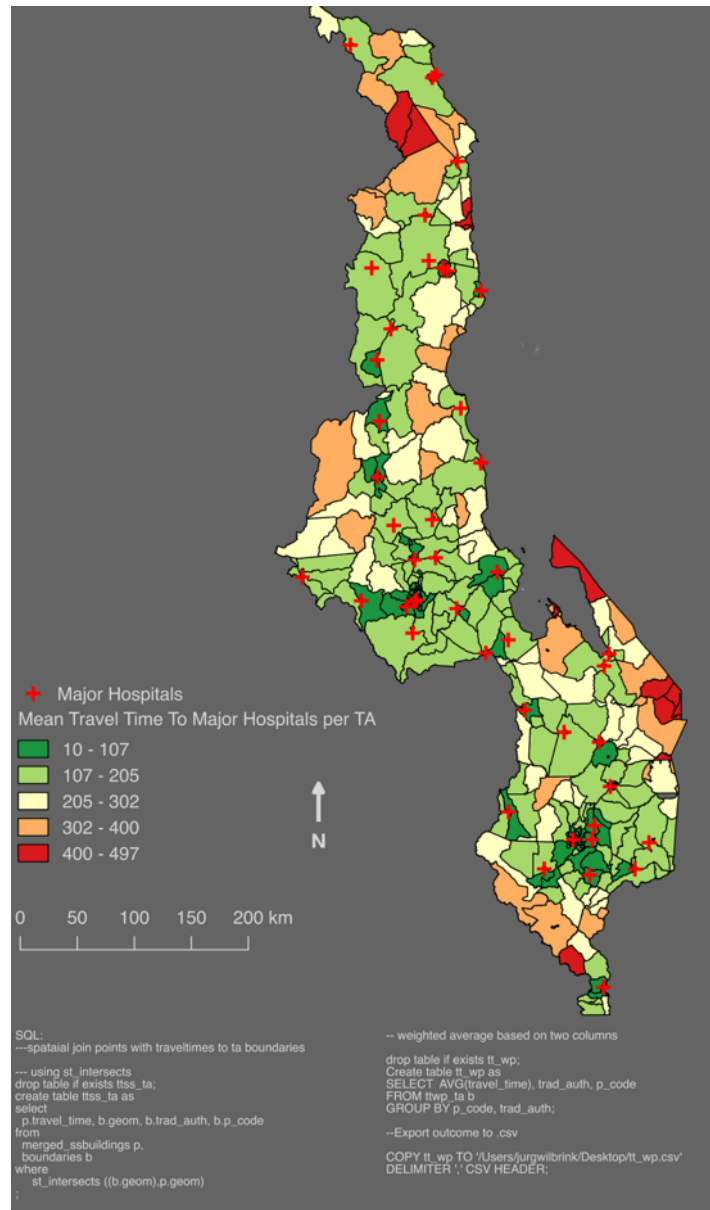 Major Hospitals
Mean Travel Time To Major Hospitals per TA
10 - 107
107 - 205
205 - 302
302 - 400
400 - 497
N
0 50 100 150 200 km
SQL:
---spataial join points with traveltimes to ta boundaries
--- using st_intersects
drop table if exists ttss_ta;
create table ttss_ta as
select
p.travel_time, b.geom, b.trad_auth, b.p_code
from
merged_ssbuildings p,
boundaries b
where
st_intersects ((b.geom),p.geom)
;
-- weighted average based on two columns
drop table if exists tt_wp;
Create table tt_wp as
SELECT AVG(travel_time), trad_auth, p_code
FROM ttwp_ta b
GROUP BY p_code, trad_auth;
--Export outcome to .csv
COPY tt_wp TO '/Users/jurgwilbrink/Desktop/tt_wp.csv'
DELIMITER ',' CSV HEADER;